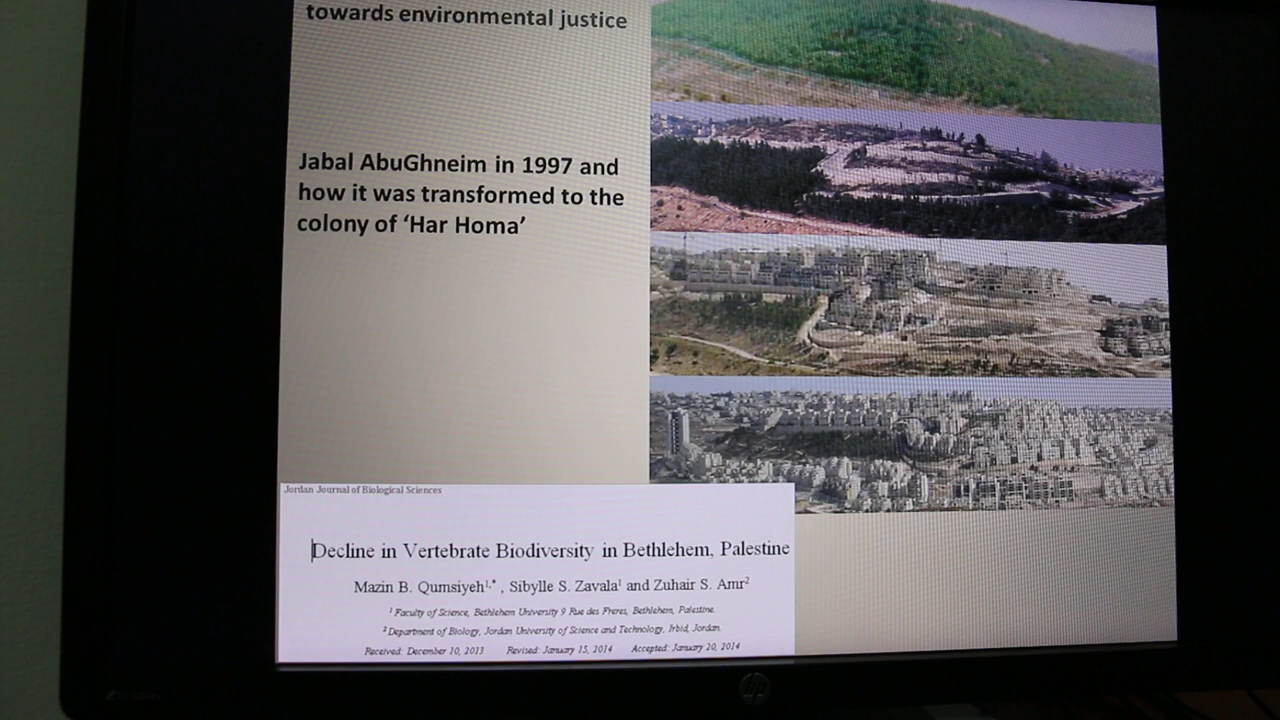 towards environmental justice
Jabal AbuGhneim in 1997 and
how it was transformed to the
colony of ‘Har Homa’
Jordan Journal of Biological Sciences
Decline in Vertebrate Biodiversity in Bethlehem, Palestine
Mazin B. Qumsiyeh1,* , Sibylle S. Zavala1 and Zuhair S. Amr2
1 Faculty of Science, Bethlehem University 9 Rue des Freres, Bethlehem, Palestine.
2 Department of Biology, Jordan University of Science and Technology, Irbid, Jordan.
Received: December 10, 2013 Revised: January 15, 2014 Accepted: January 20, 2014
hp